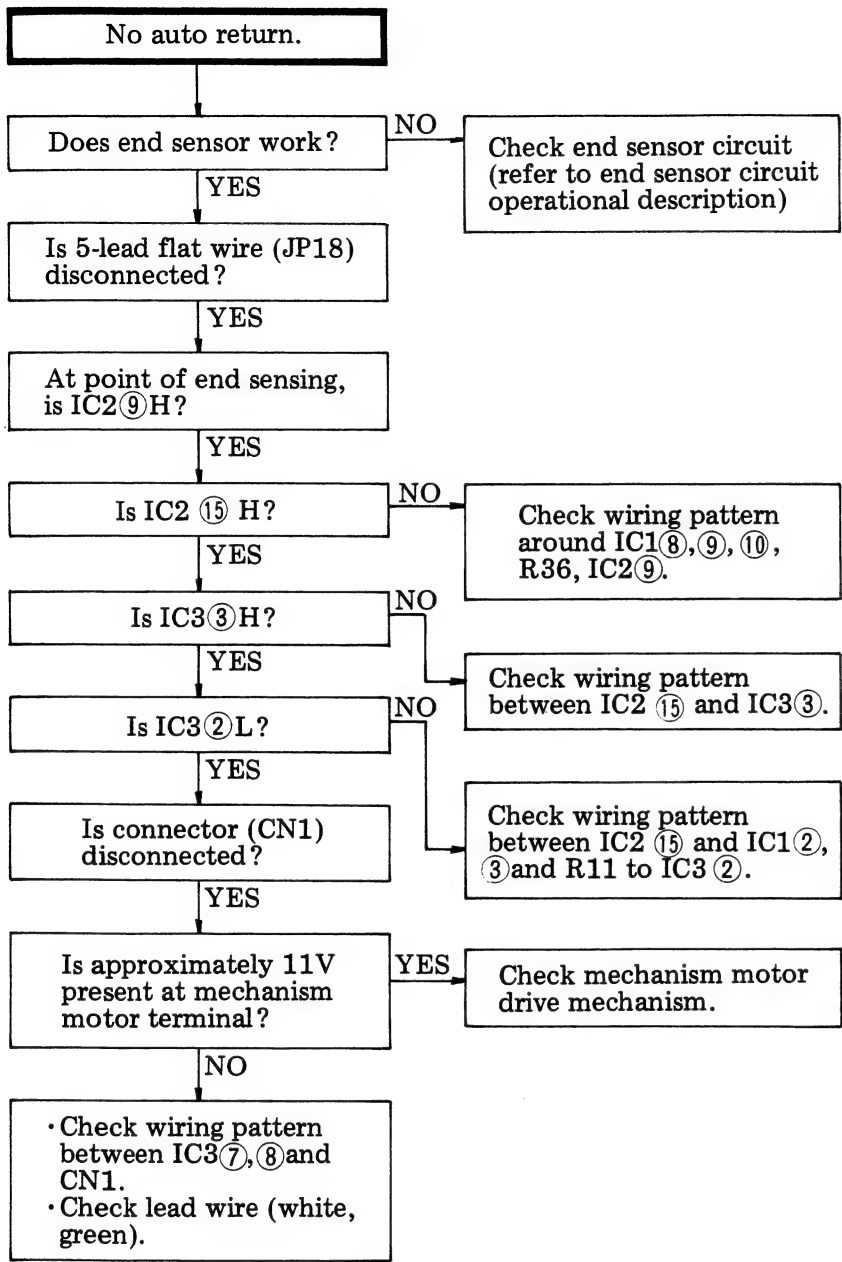 No auto return.
Does end sensor work?
NO
Check end sensor circuit
(refer to end sensor circuit
operational description)
YES
Is 5-lead flat wire (JP18)
disconnected?
YES
At point of end sensing,
is IC2⑨H?
YES
Is IC2 ⑮ H?
NO
Check wiring pattern
around IC1⑧,⑨,⑩,
R36, IC2⑨.
YES
Is IC3③H?
NO
Check wiring pattern
between IC2 ⑮ and IC3③.
YES
Is IC3②L?
NO
Check wiring pattern
between IC2 ⑮ and IC1②,
③and R11 to IC3 ②.
YES
Is connector (CN1)
disconnected?
YES
Is approximately 11V
present at mechanism
motor terminal?
YES
Check mechanism motor
drive mechanism.
NO
·Check wiring pattern
between IC3⑦,⑧and
CN1.
·Check lead wire (white,
green).